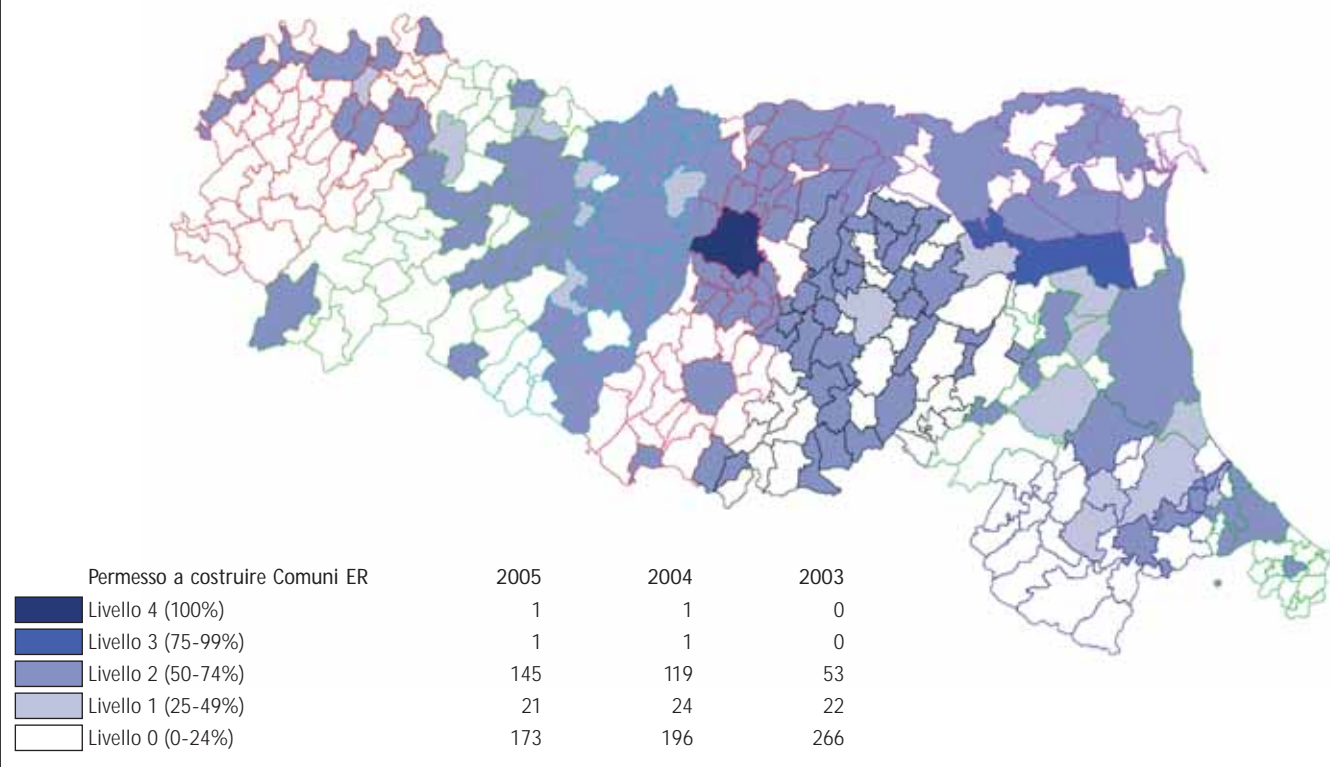 Permesso a costruire Comuni ER 2005 2004 2003
Livello 4 (100%) 1 1 0
Livello 3 (75-99%) 1 1 0
Livello 2 (50-74%) 145 119 53
Livello 1 (25-49%) 21 24 22
Livello 0 (0-24%) 173 196 266